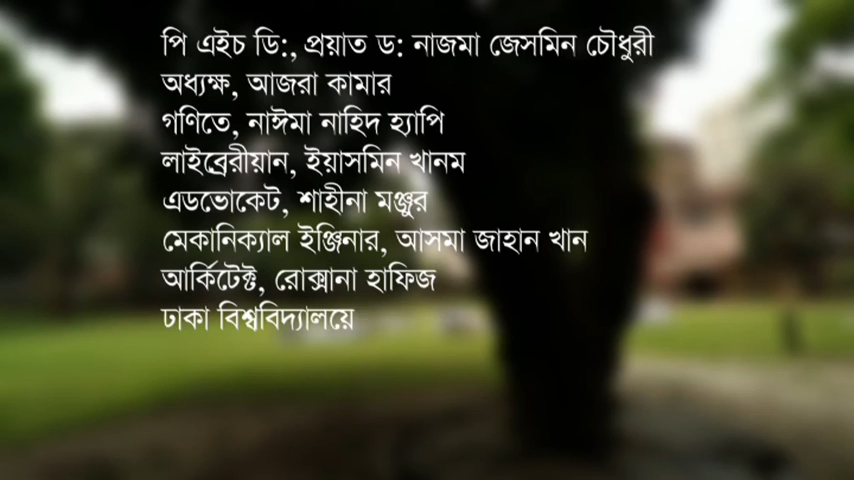 পি এইচ ডি:, প্রয়াত ড: নাজমা জেসমিন চৌধুরী
অধ্যক্ষ, আজরা কামার
গণিতে, নাঈমা নাহিদ হ্যাপি
লাইব্রেরীয়ান, ইয়াসমিন খানম
এডভোকেট, শাহীনা মঞ্জুর
মেকানিক্যাল ইঞ্জিনার, আসমা জাহান খান
আর্কিটেক্ট, রোক্সানা হাফিজ
ঢাকা বিশ্ববিদ্যালয়ে